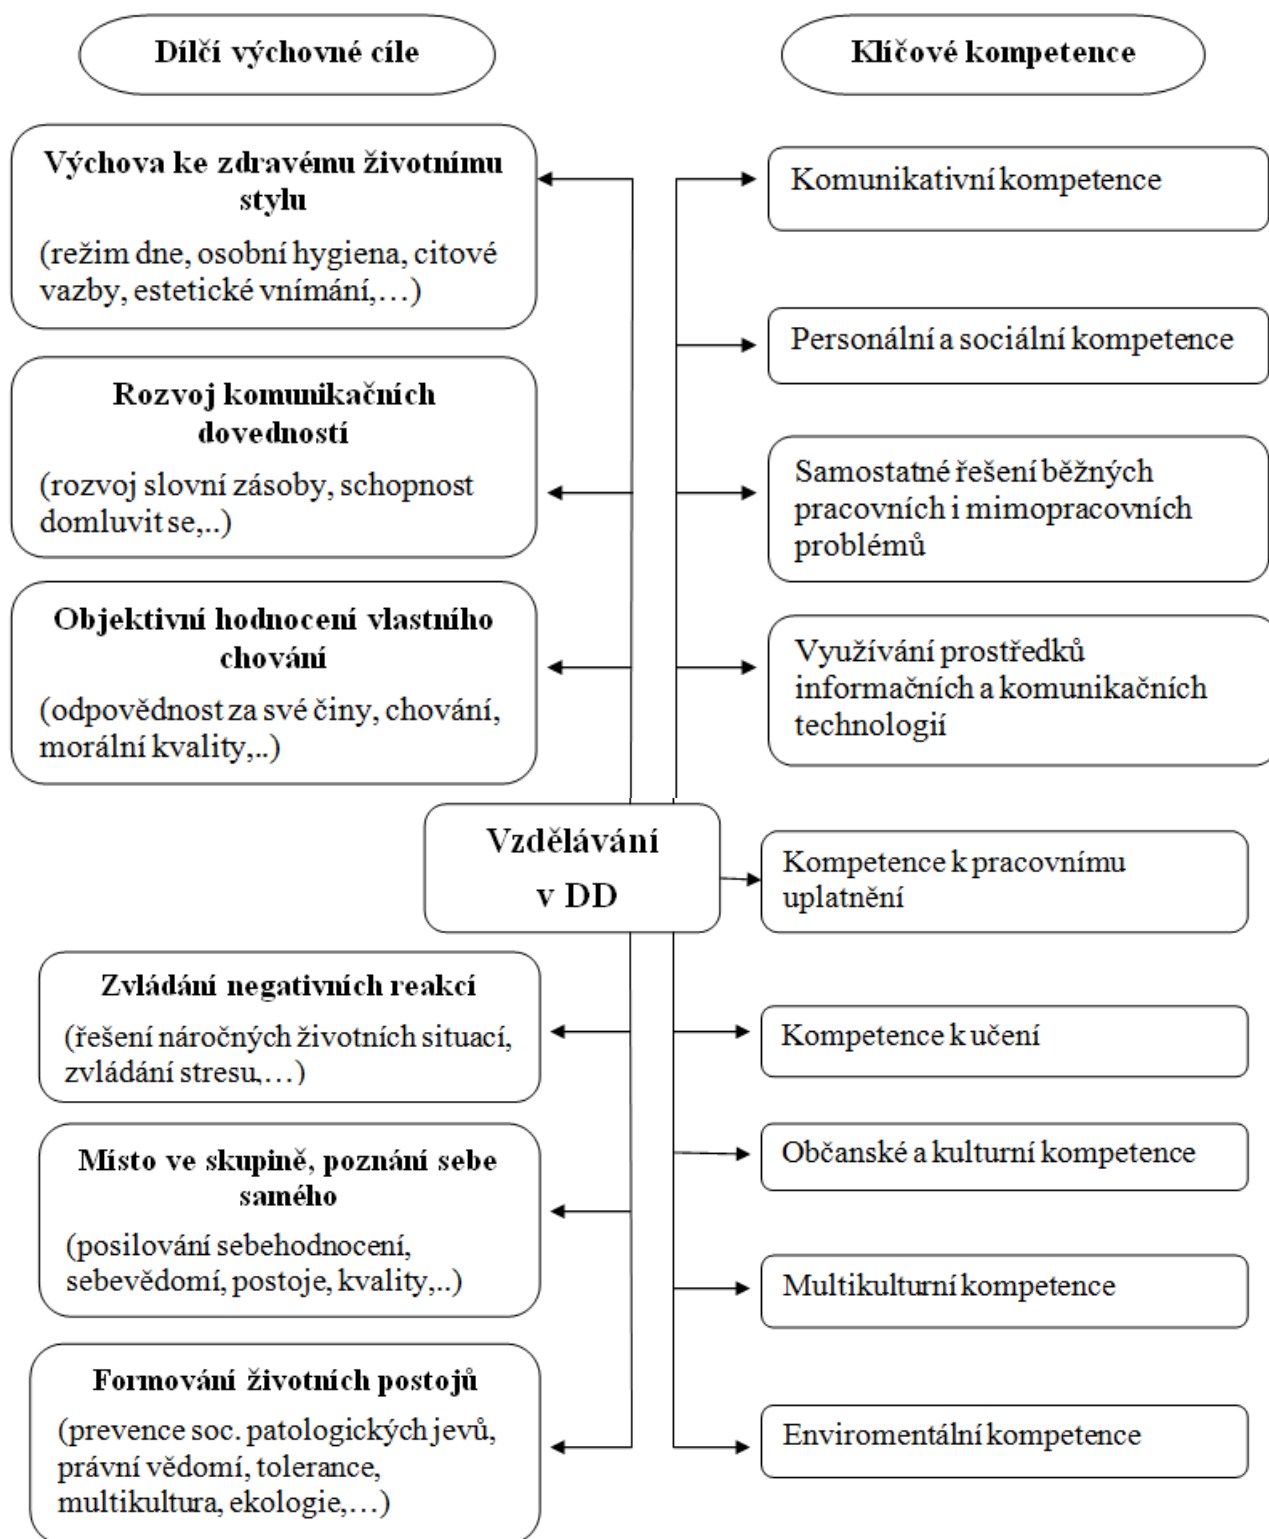 Dílčí výchovné cíle
Klíčové kompetence
Výchova ke zdravému životnímu
stylu
(režim dne, osobní hygiena, citové
vazby, estetické vnímání,…)
Rozvoj komunikačních
dovedností
(rozvoj slovní zásoby, schopnost
domluvit se,..)
Objektivní hodnocení vlastního
chování
(odpovědnost za své činy, chování,
morální kvality,..)
Komunikativní kompetence
Personální a sociální kompetence
Samostatné řešení běžných
pracovních i mimopracovních
problémů
Využívání prostředků
informačních a komunikačních
technologií
Vzdělávání
v DD
Kompetence k pracovnímu
uplatnění
Zvládání negativních reakcí
(řešení náročných životních situací,
zvládání stresu,…)
Místo ve skupině, poznání sebe
samého
(posilování sebehodnocení,
sebevědomí, postoje, kvality,..)
Formování životních postojů
(prevence soc. patologických jevů,
právní vědomí, tolerance,
multikultura, ekologie,…)
Kompetence k učení
Občanské a kulturní kompetence
Multikulturní kompetence
Enviromentální kompetence